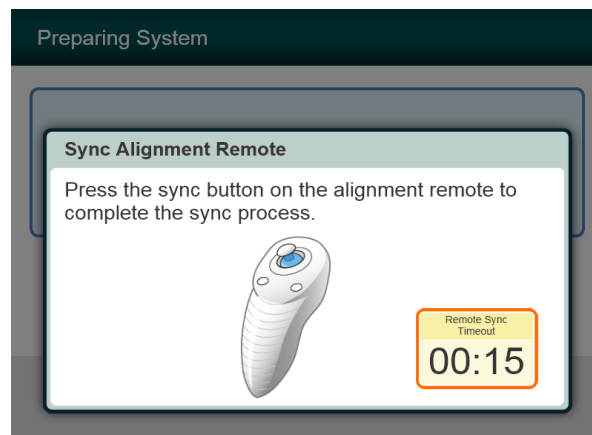 Preparing System
Sync Alignment Remote
Press the sync button on the alignment remote to
complete the sync process.
Remote Sync
Timeout
00:15